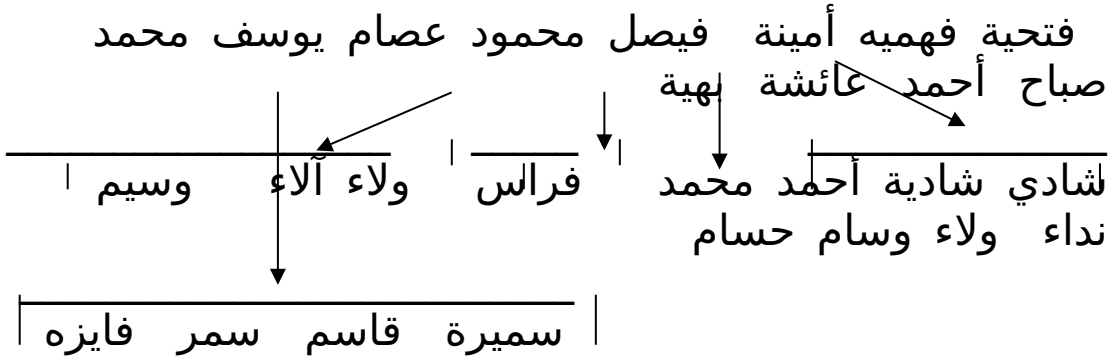 فتحية فهميه أمينة فيصل محمود عصام يوسف محمد
صباح أحمد عائشة بهية
شادي شادية أحمد محمد فراس ولاء آلاء وسيم
نداء ولاء وسام حسام
سميرة قاسم سمر فايزه